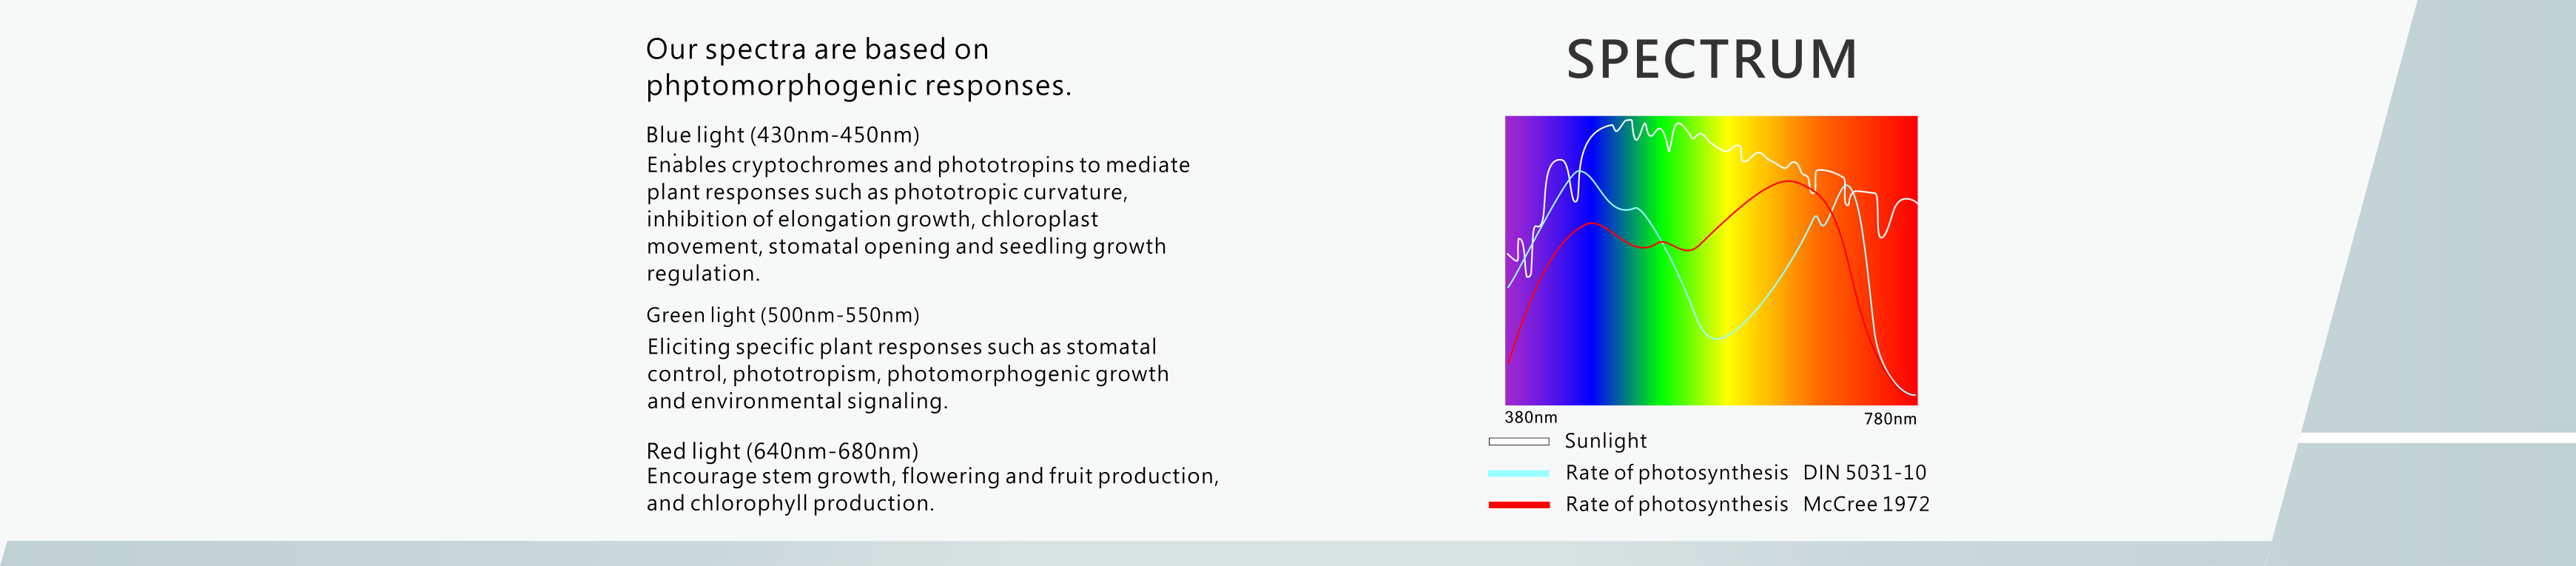 Our spectra are based on
phptomorphogenic responses.
Blue light (430nm-450nm)
Enables cryptochromes and phototropins to mediate
plant responses such as phototropic curvature,
inhibition of elongation growth, chloroplast
movement, stomatal opening and seedling growth
regulation.
Green light (500nm-550nm)
Eliciting specific plant responses such as stomatal
control, phototropism, photomorphogenic growth
and environmental signaling.
Red light (640nm-680nm)
Encourage stem growth, flowering and fruit production,
and chlorophyll production.
SPECTRUM
380nm 780nm
Sunlight
Rate of photosynthesis DIN 5031-10
Rate of photosynthesis McCree 1972